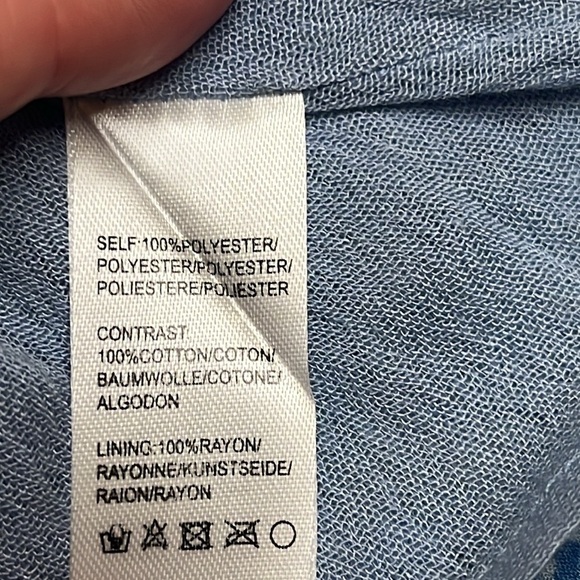 SELF:100%POLYESTER/
POLYESTER/POLYESTER/
POLIESTERE/POLIESTER
CONTRAST:
100%COTTON/COTON/
BAUMWOLLE/COTONE/
ALGODON
LINING:100%RAYON/
RAYONNE/KUNSTSEIDE/
RAION/RAYON